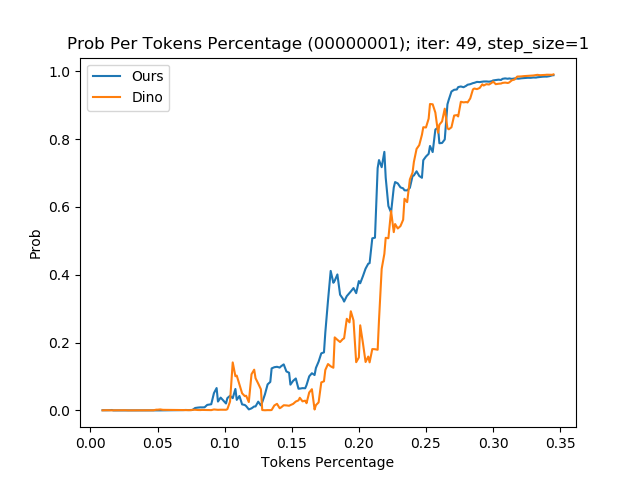 Prob Per Tokens Percentage (00000001); iter: 49, step_size=1
Ours
Dino
1.0
0.8
0.6
0.4
0.2
0.0
Prob
0.00 0.05 0.10 0.15 0.20 0.25 0.30 0.35
Tokens Percentage